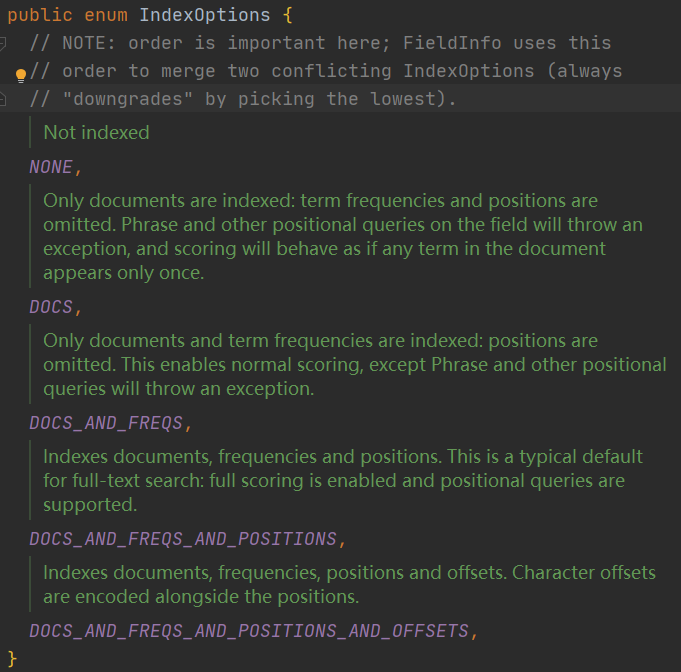 public enum IndexOptions {
// NOTE: order is important here; FieldInfo uses this
// order to merge two conflicting IndexOptions (always
// "downgrades" by picking the lowest).
Not indexed
NONE,
Only documents are indexed: term frequencies and positions are
omitted. Phrase and other positional queries on the field will throw an
exception, and scoring will behave as if any term in the document
appears only once.
DOCS,
Only documents and term frequencies are indexed: positions are
omitted. This enables normal scoring, except Phrase and other positional
queries will throw an exception.
DOCS_AND_FREQS,
Indexes documents, frequencies and positions. This is a typical default
for full-text search: full scoring is enabled and positional queries are
supported.
DOCS_AND_FREQS_AND_POSITIONS,
Indexes documents, frequencies, positions and offsets. Character offsets
are encoded alongside the positions.
DOCS_AND_FREQS_AND_POSITIONS_AND_OFFSETS,
}